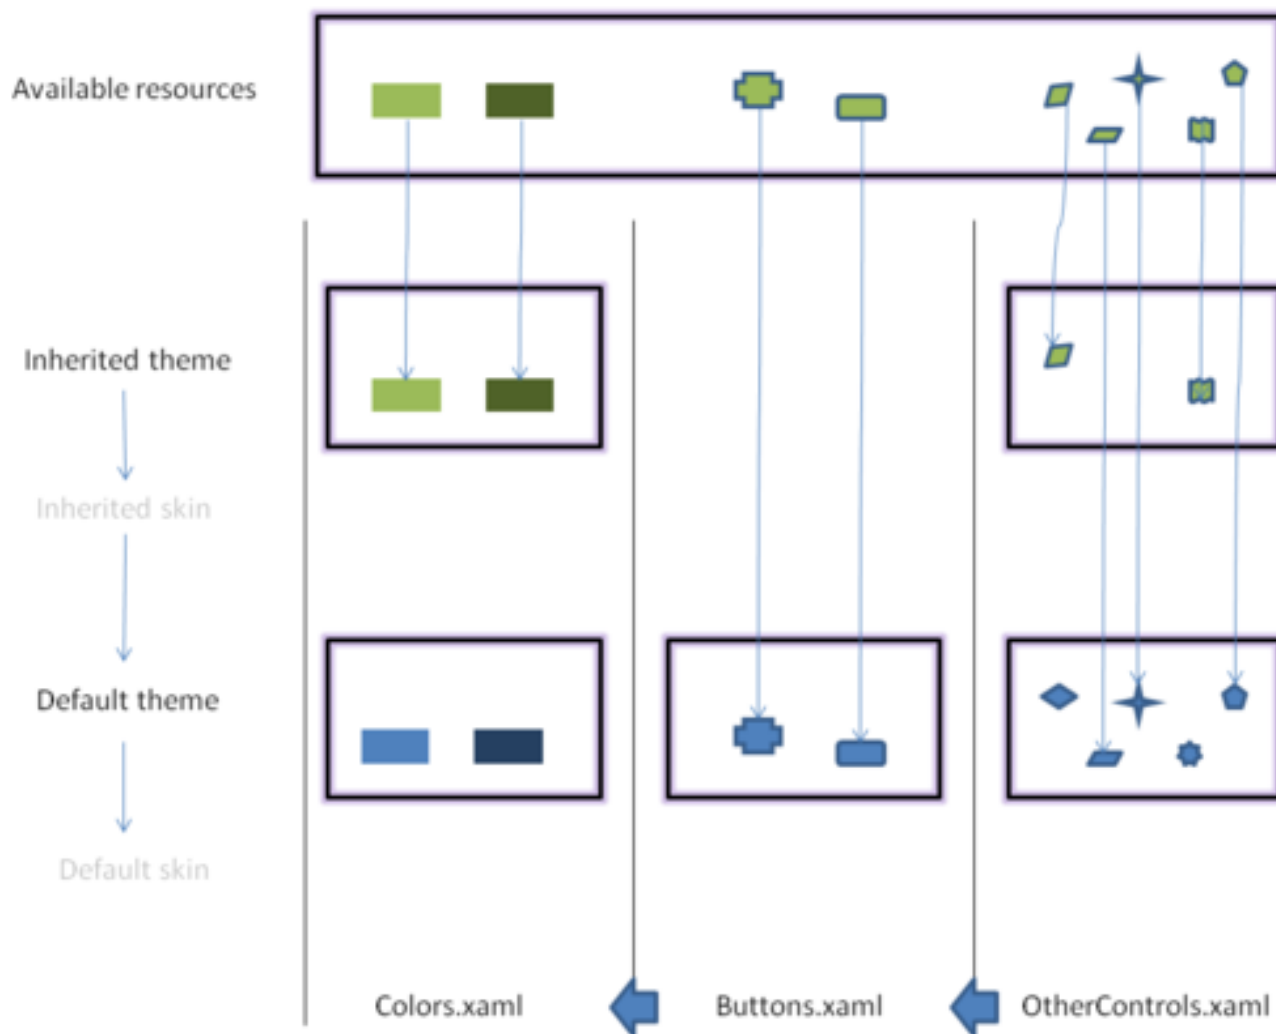 Available resources
Inherited theme
Inherited skin
Default theme
Default skin
Colors.xaml
Buttons.xaml
OtherControls.xaml